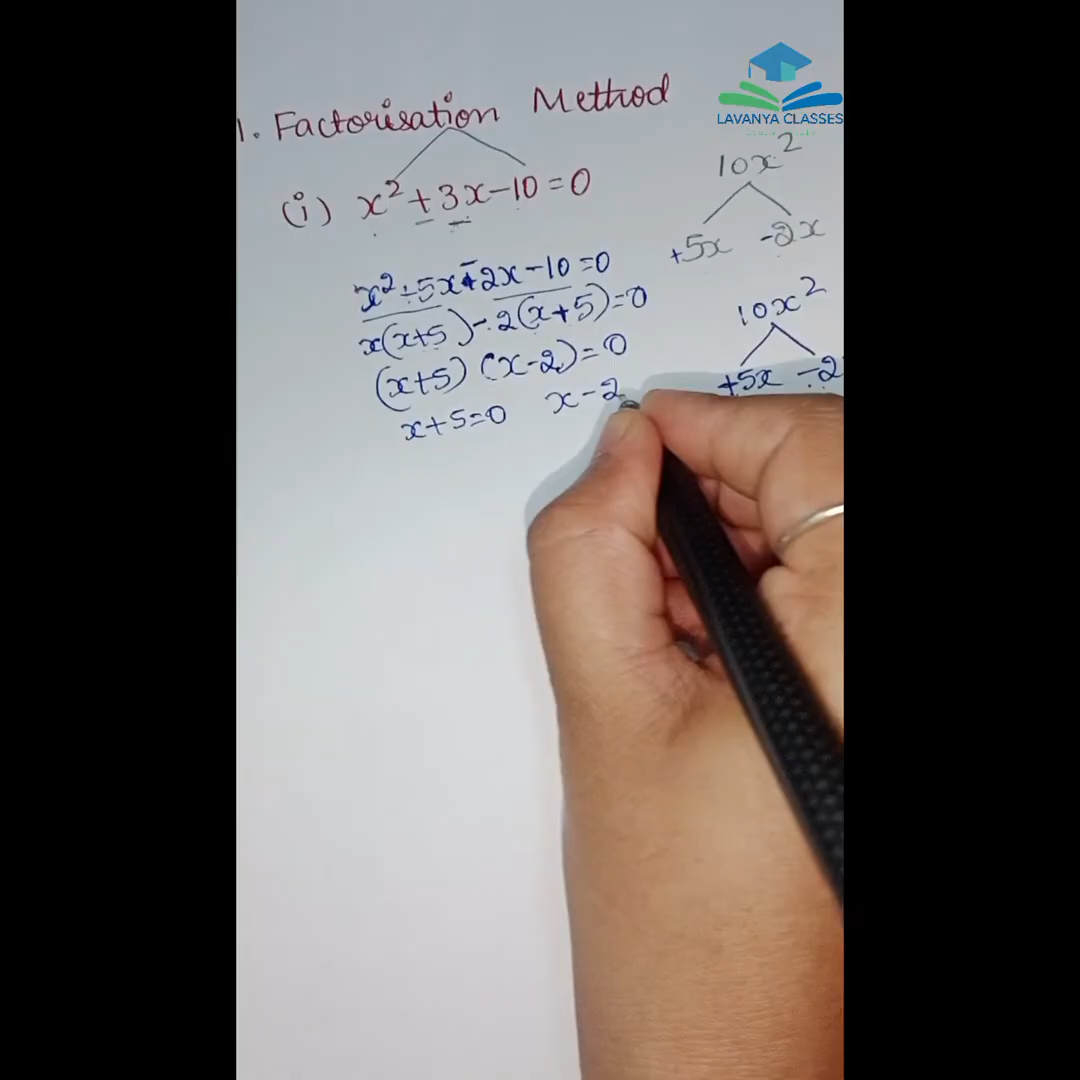 LAVANYA CLASSES
1. Factorisation Method
(i) x²+3x-10=0
10x²
+5x -2x
x²+5x-2x-10=0
x(x+5)-2(x+5)=0
10x²
+5x -2
(x+5) (x-2)=0
x+5=0 x-2